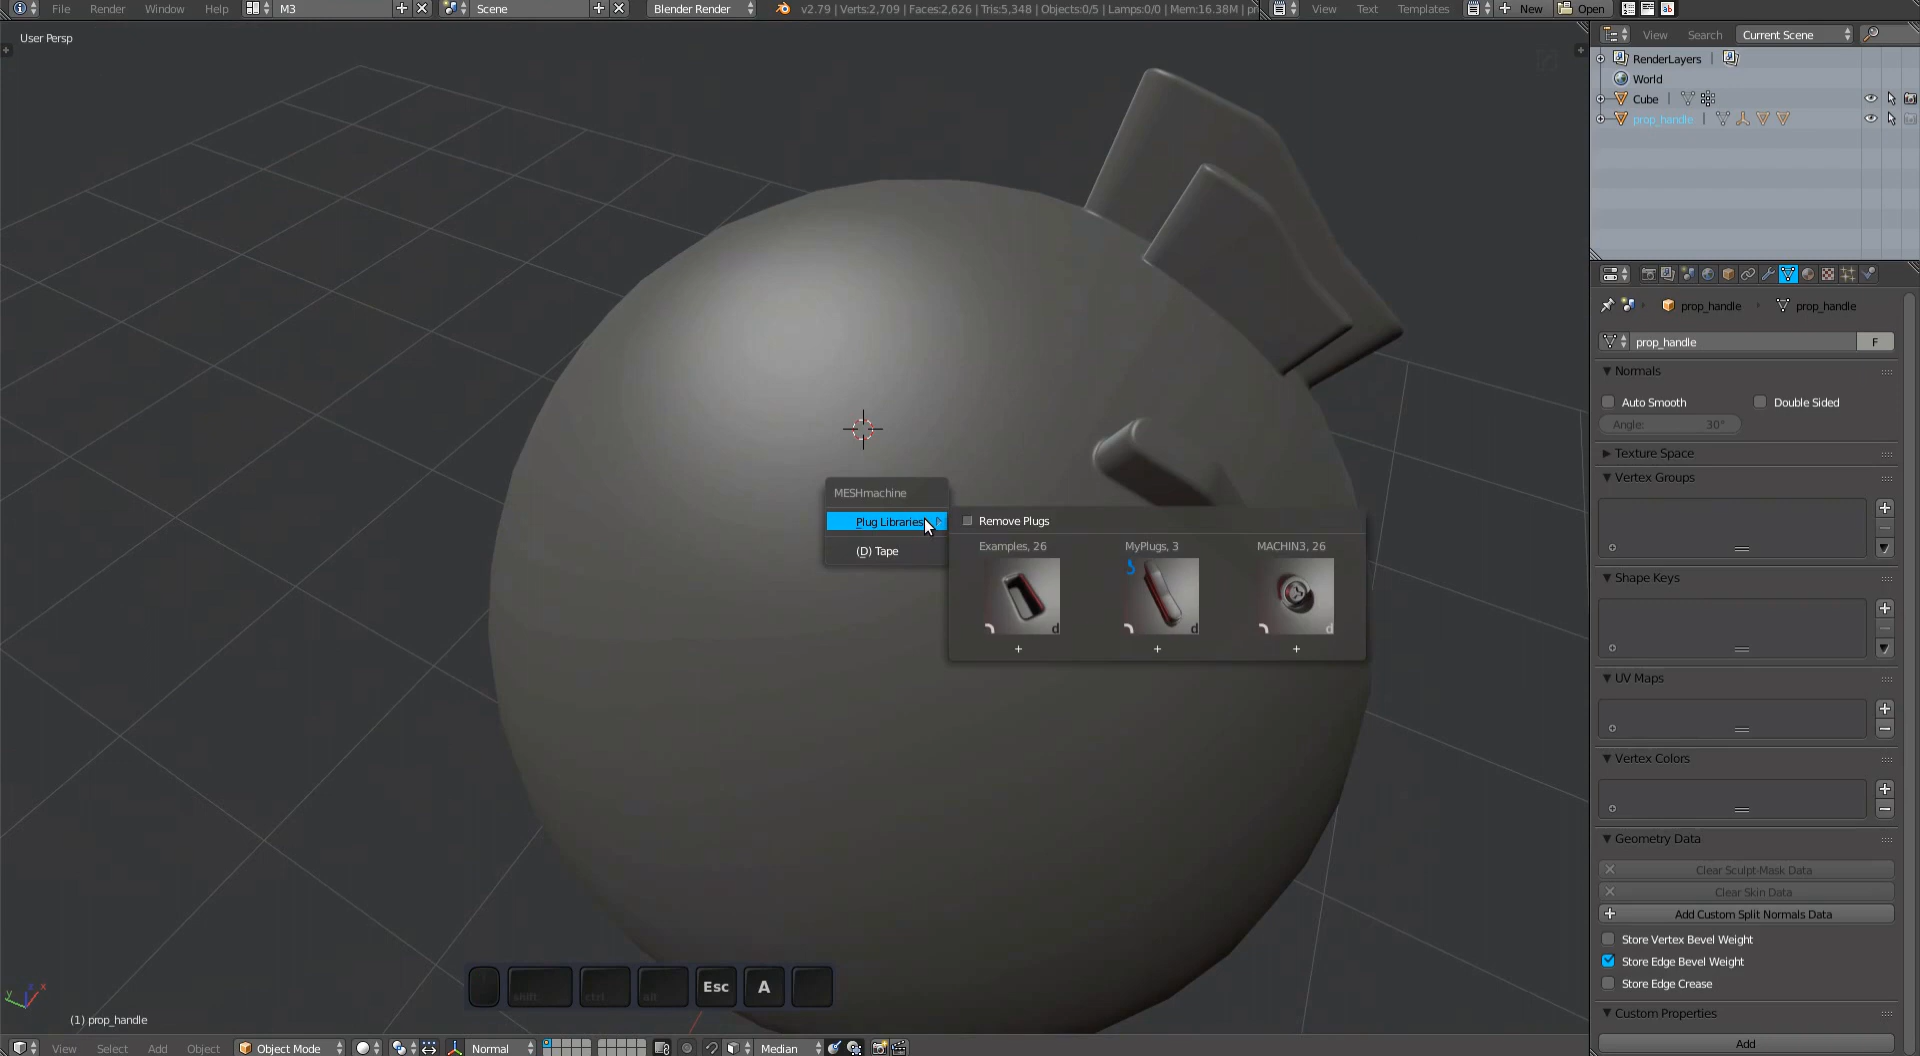 File Render Window Help M3 Scene Blender Render v2.79 | Verts:2,709 | Faces:2,626 | Tris:5,348 | Objects:0/5 | Lamps:0/0 | Mem:16.38M | View Text Templates New Open
User Persp
View Search Current Scene
RenderLayers |
World
Cube |
prop_handle |
prop_handle prop_handle
prop_handle F
Normals
Auto Smooth Double Sided
Angle: 30°
Texture Space
Vertex Groups
Shape Keys
UV Maps
Vertex Colors
Geometry Data
Clear Sculpt-Mask Data
Clear Skin Data
Add Custom Split Normals Data
Store Vertex Bevel Weight
Store Edge Bevel Weight
Store Edge Crease
Custom Properties
Add
MESHmachine
Plug Libraries
(D) Tape
Remove Plugs
Examples, 26 MyPlugs, 3 MACHIN3, 26
d d d
+ + +
shift ctrl alt Esc A
(1) prop_handle
View Select Add Object Object Mode Normal Median